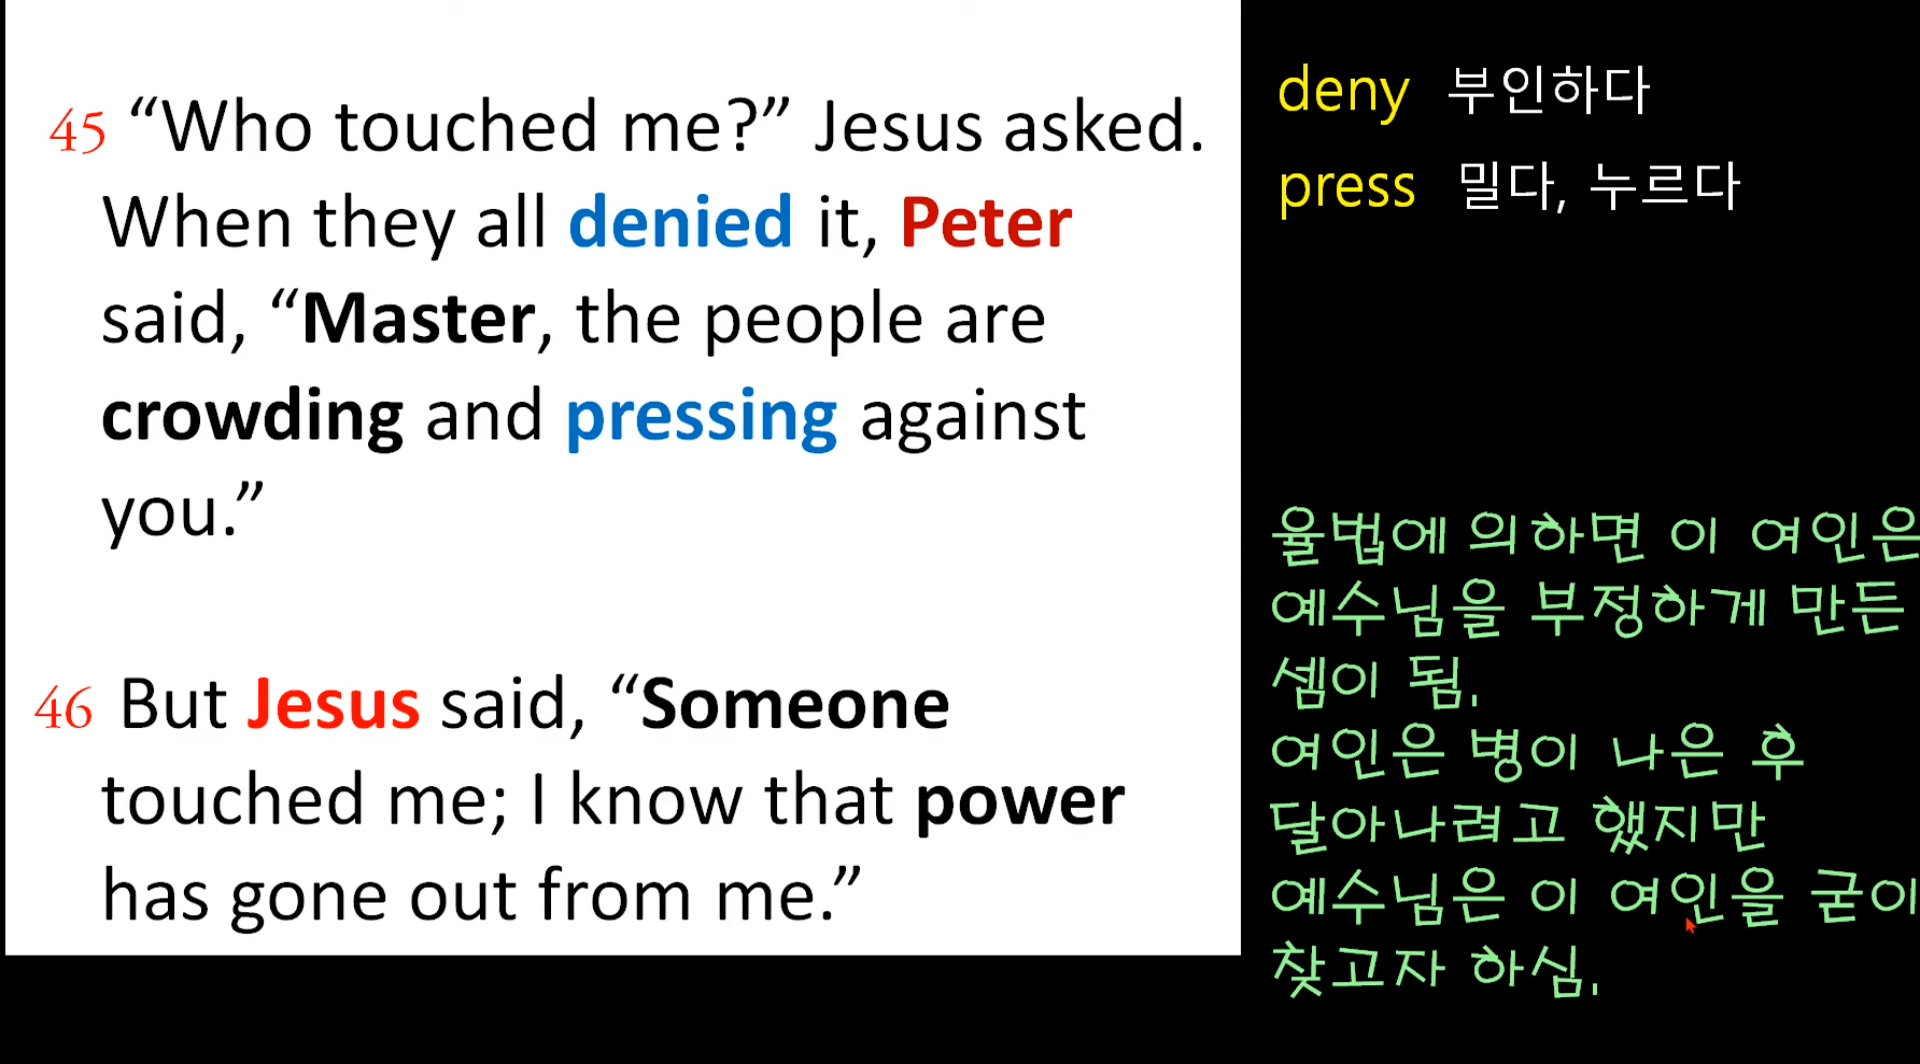 45 “Who touched me?” Jesus asked.
When they all denied it, Peter
said, “Master, the people are
crowding and pressing against
you.”
46 But Jesus said, “Someone
touched me; I know that power
has gone out from me.”
deny 부인하다
press 밀다, 누르다
율법에 의하면 이 여인은
예수님을 부정하게 만든
셈이 됨.
여인은 병이 나은 후
달아나려고 했지만
예수님은 이 여인을 굳이
찾고자 하심.